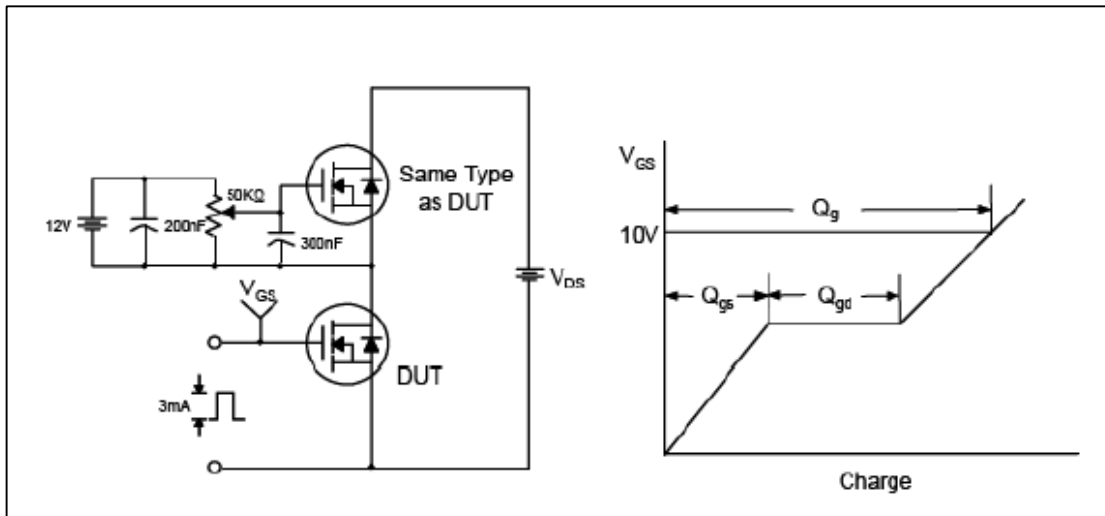 Same Type
as DUT
50KΩ
12V
200nF
300nF
V_GS
V_DS
DUT
3mA
V_GS
Q_g
10V
Q_gs
Q_gd
Charge